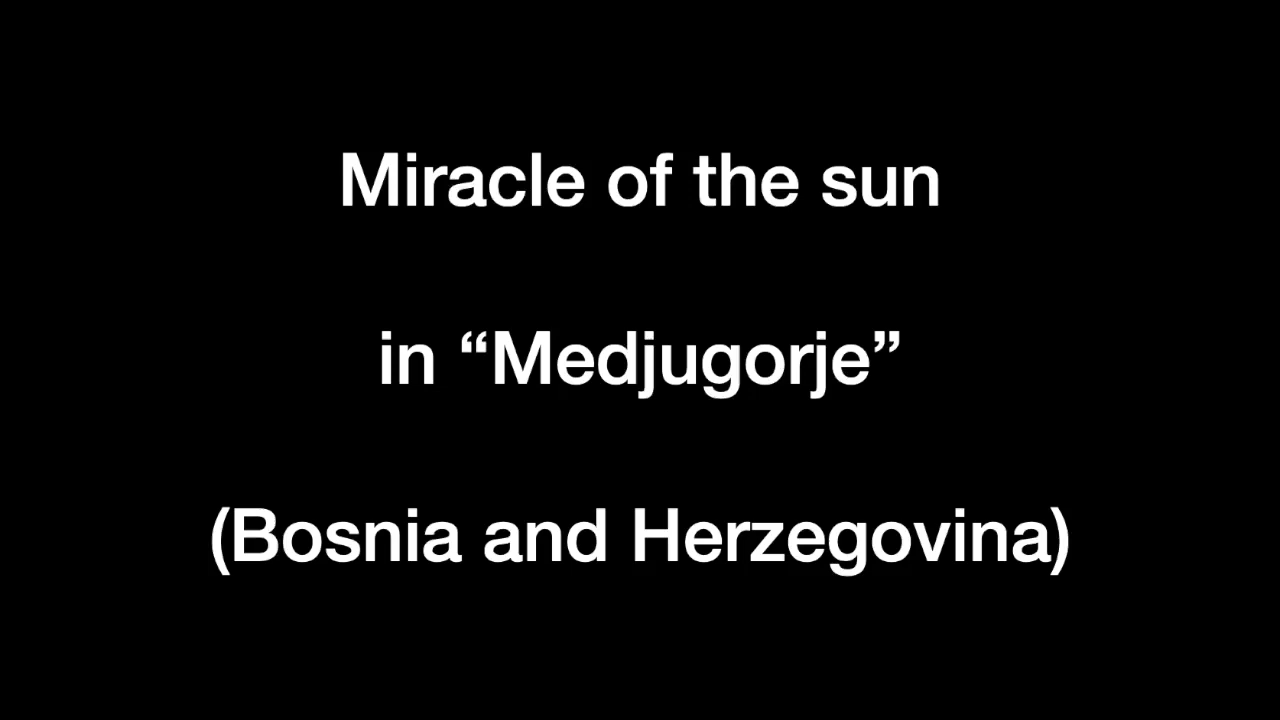 Miracle of the sun
in “Medjugorje”
(Bosnia and Herzegovina)